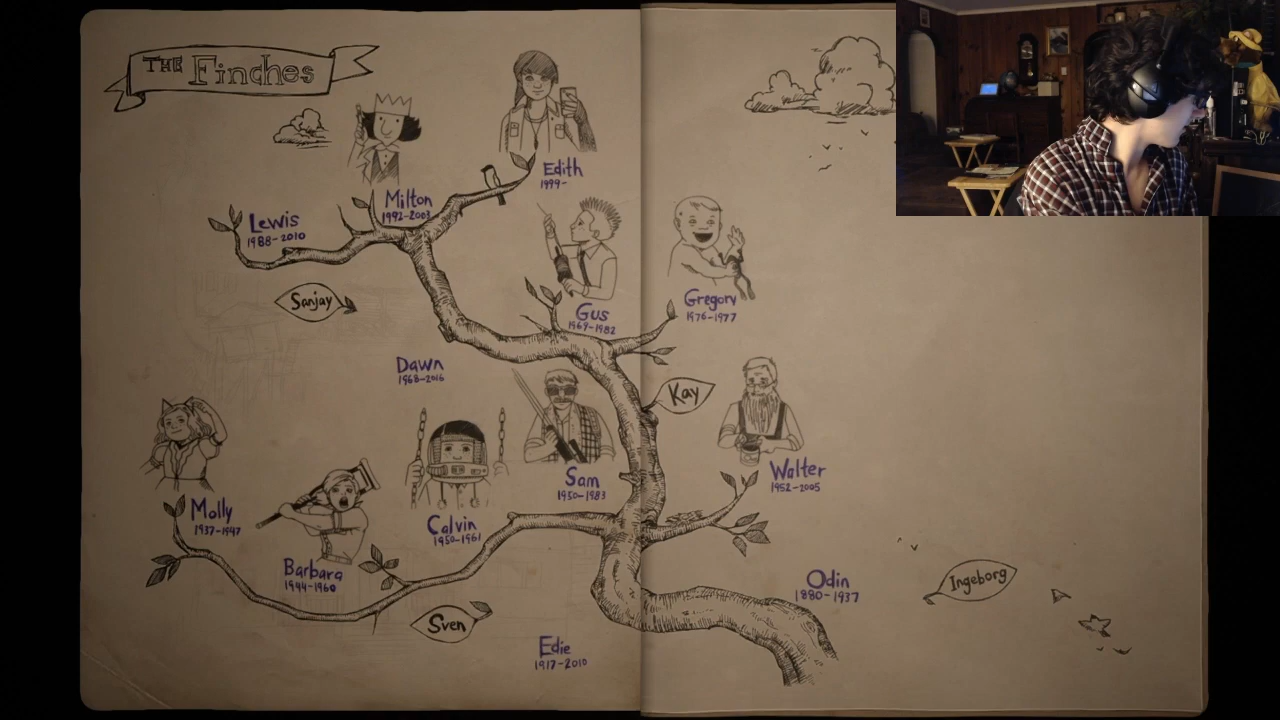 THE Finches
Edith
1999-
Milton
1992-2003
Lewis
1988-2010
Sanjay
Gus
1969-1982
Gregory
1976-1977
Dawn
1968-2016
Kay
Sam
1950-1983
Walter
1952-2005
Molly
1937-1947
Calvin
1950-1961
Barbara
1944-1960
Sven
Odin
1880-1937
Ingeborg
Edie
1917-2010